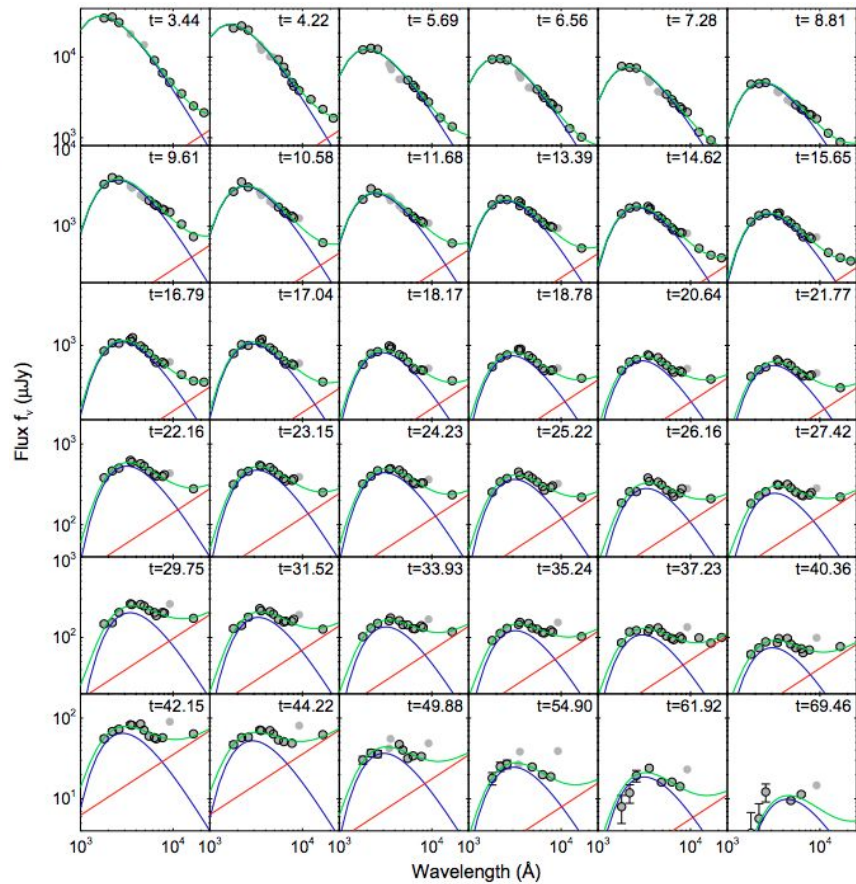 t= 3.44 t= 4.22 t= 5.69 t= 6.56 t= 7.28 t= 8.81
10⁴
10³
10⁴
t= 9.61 t= 10.58 t= 11.68 t= 13.39 t= 14.62 t= 15.65
10³
t= 16.79 t= 17.04 t= 18.17 t= 18.78 t= 20.64 t= 21.77
10³
Flux fᵥ (μJy)
t=22.16 t=23.15 t=24.23 t=25.22 t=26.16 t=27.42
10³
10²
10³
t=29.75 t=31.52 t=33.93 t=35.24 t=37.23 t=40.36
10²
t=42.15 t=44.22 t=49.88 t=54.90 t=61.92 t=69.46
10²
10¹
10³ 10⁴ 10³ 10⁴ 10³ 10⁴ 10³ 10⁴ 10³ 10⁴ 10³ 10⁴
Wavelength (Å)